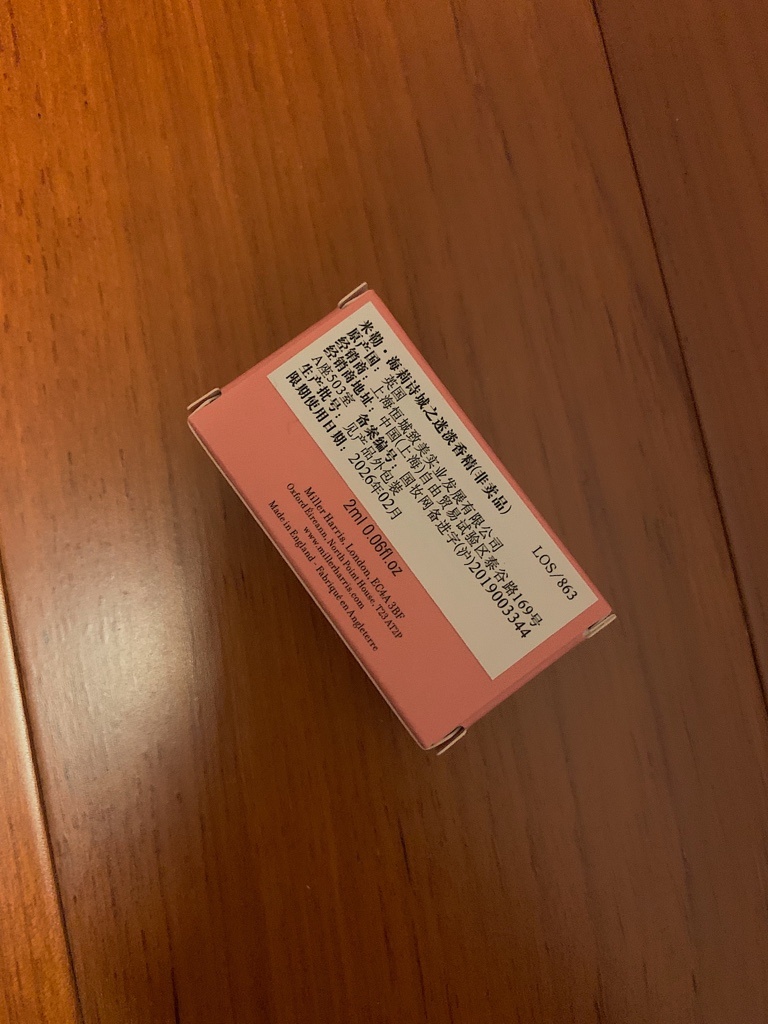 米勒·海莉诗城之迷淡香精(非卖品)
原产国：英国
经销商：上海恒城致美实业发展有限公司
经销商地址：中国(上海)自由贸易试验区泰谷路169号
A座503室 备案编号：国妆网备进字(沪)2019003344
生产批号：见产品外包装
限期使用日期：2026年02月
LOS/863
2ml 0.06fl.oz
Miller Harris, London, EC4A 3BF
Oxford Eireann, North Point House, T23 AT2P
www.millerharris.com
Made in England - Fabriqué en Angleterre